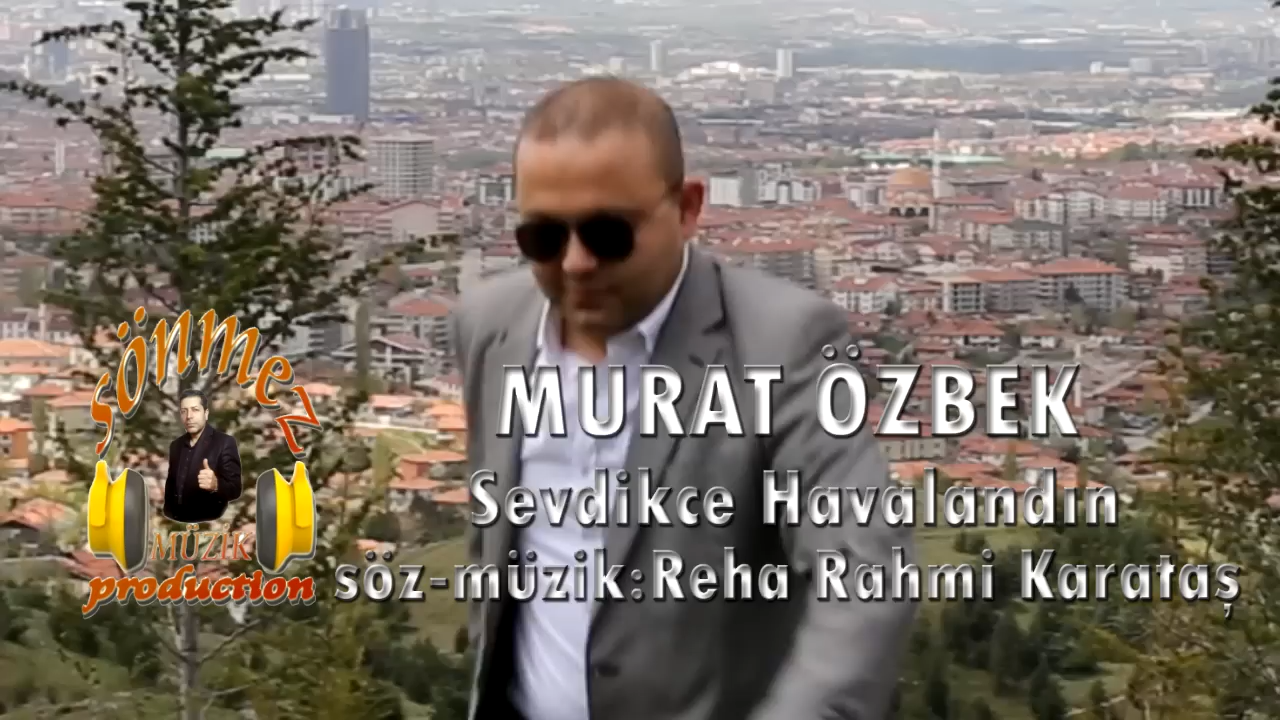 sönmez
MÜZİK
production
MURAT ÖZBEK
Sevdikce Havalandın
söz-müzik:Reha Rahmi Karataş